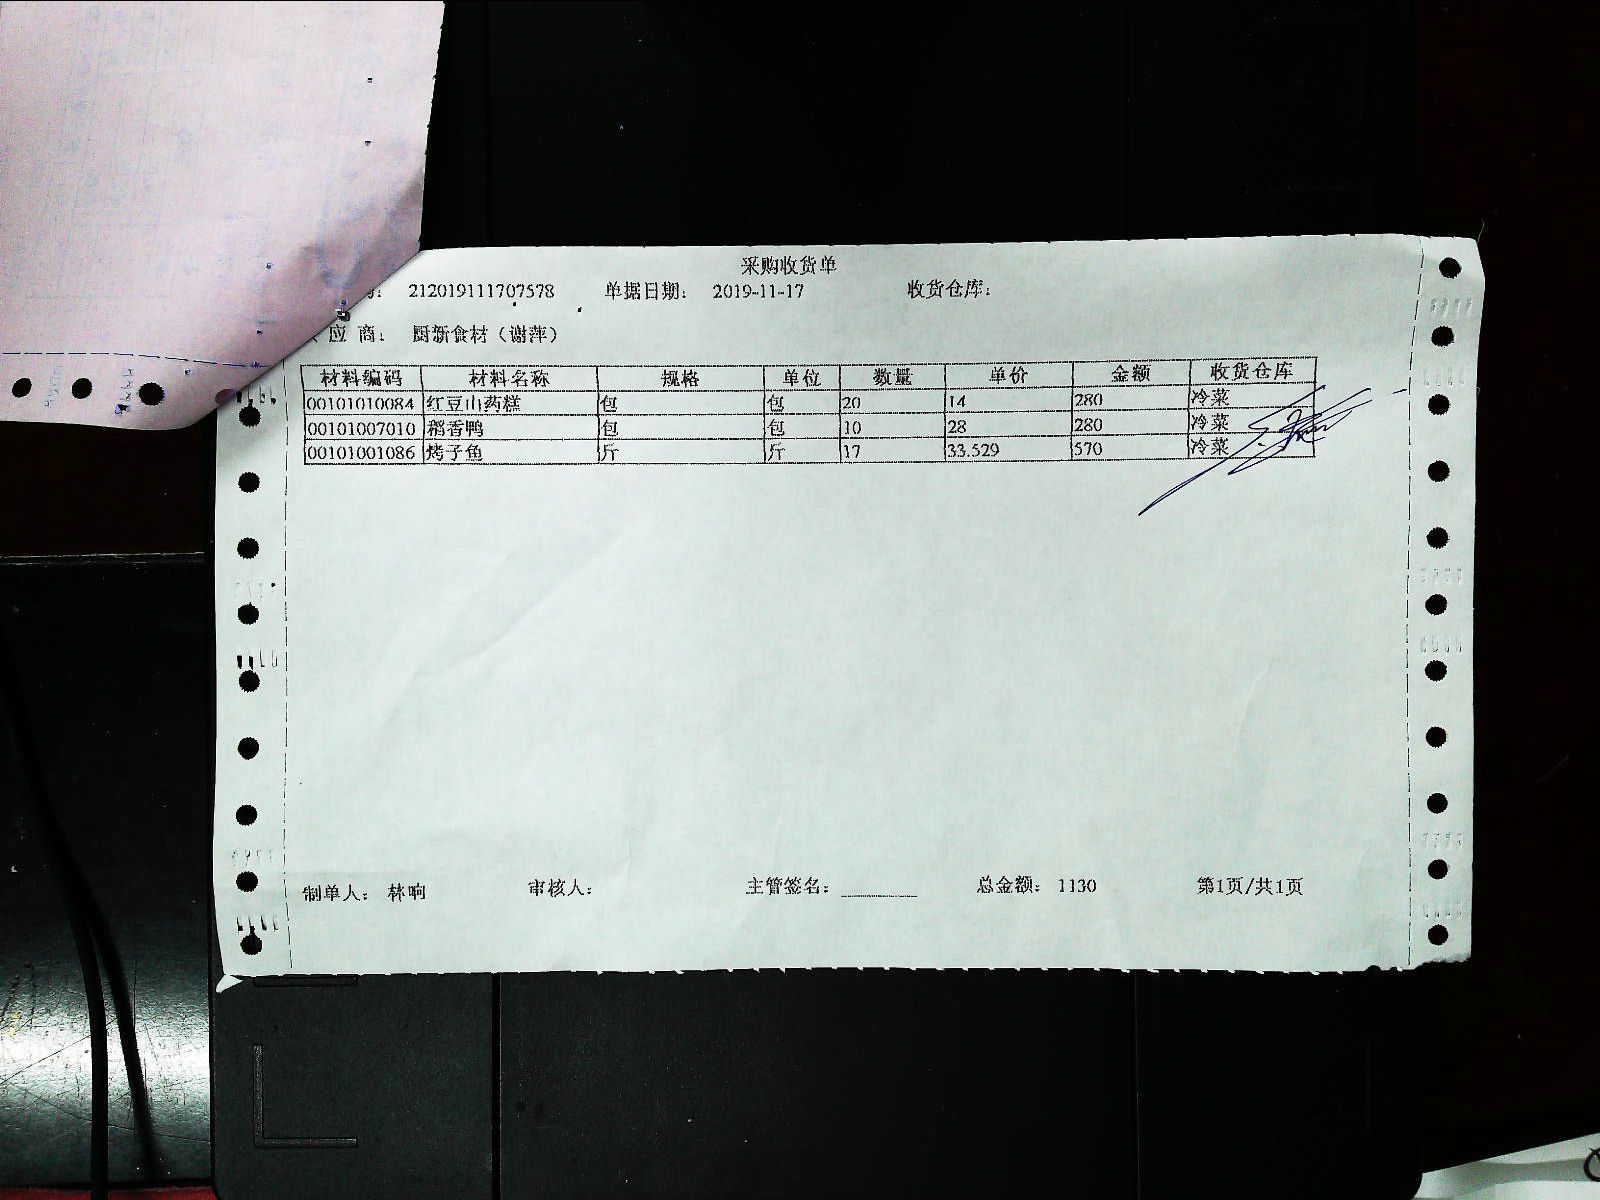 采购收货单
212019111707578 单据日期: 2019-11-17 收货仓库:
应 商: 厨新食材（谢萍）
材料编码 材料名称 规格 单位 数量 单价 金额 收货仓库
00101010084 红豆山药糕 包 包 20 14 280 冷菜
00101007010 稻香鸭 包 包 10 28 280 冷菜
00101001086 烤子鱼 斤 斤 17 33.529 570 冷菜
制单人: 林响 审核人: 主管签名: 总金额: 1130 第1页/共1页